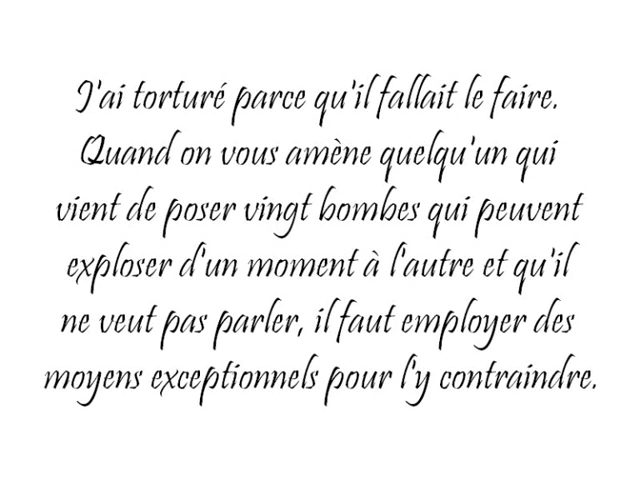 J'ai torturé parce qu'il fallait le faire.
Quand on vous amène quelqu'un qui
vient de poser vingt bombes qui peuvent
exploser d'un moment à l'autre et qu'il
ne veut pas parler, il faut employer des
moyens exceptionnels pour l'y contraindre.